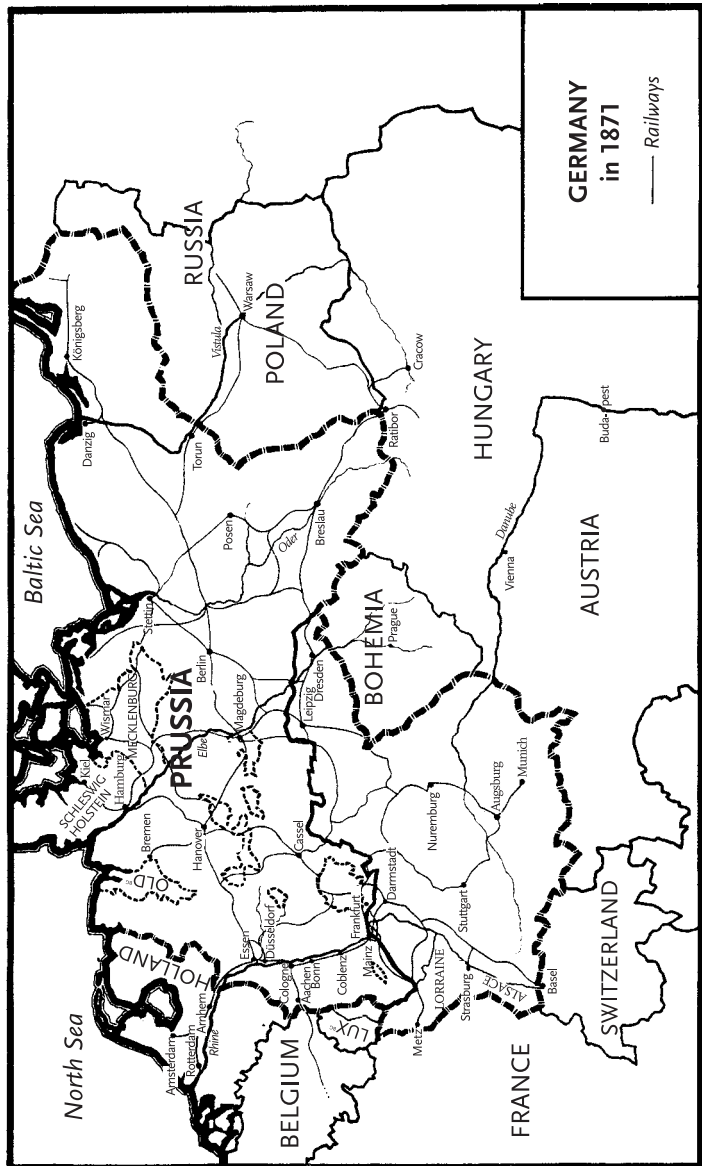 GERMANY
in 1871
Railways
North Sea
Baltic Sea
Kiel
SCHLESWIG
HOLSTEIN
Wismar
Hamburg
MECKLENBURG
Stettin
Danzig
Königsberg
Amsterdam
Rotterdam
Arnhem
Rhine
HOLLAND
OLDBG
Bremen
Hanover
PRUSSIA
Elbe
Berlin
Magdeburg
Posen
Torun
Vistula
RUSSIA
Warsaw
POLAND
Essen
Düsseldorf
Cologne
Aachen
Bonn
Coblenz
BELGIUM
LUXBG
Cassel
Frankfurt
Mainz
Darmstadt
Leipzig
Dresden
Oder
Breslau
BOHEMIA
Prague
Ratibor
Cracow
Metz
LORRAINE
Strasburg
ALSACE
Basel
Stuttgart
Nuremburg
Augsburg
Munich
FRANCE
SWITZERLAND
Vienna
Danube
HUNGARY
AUSTRIA
Buda-pest